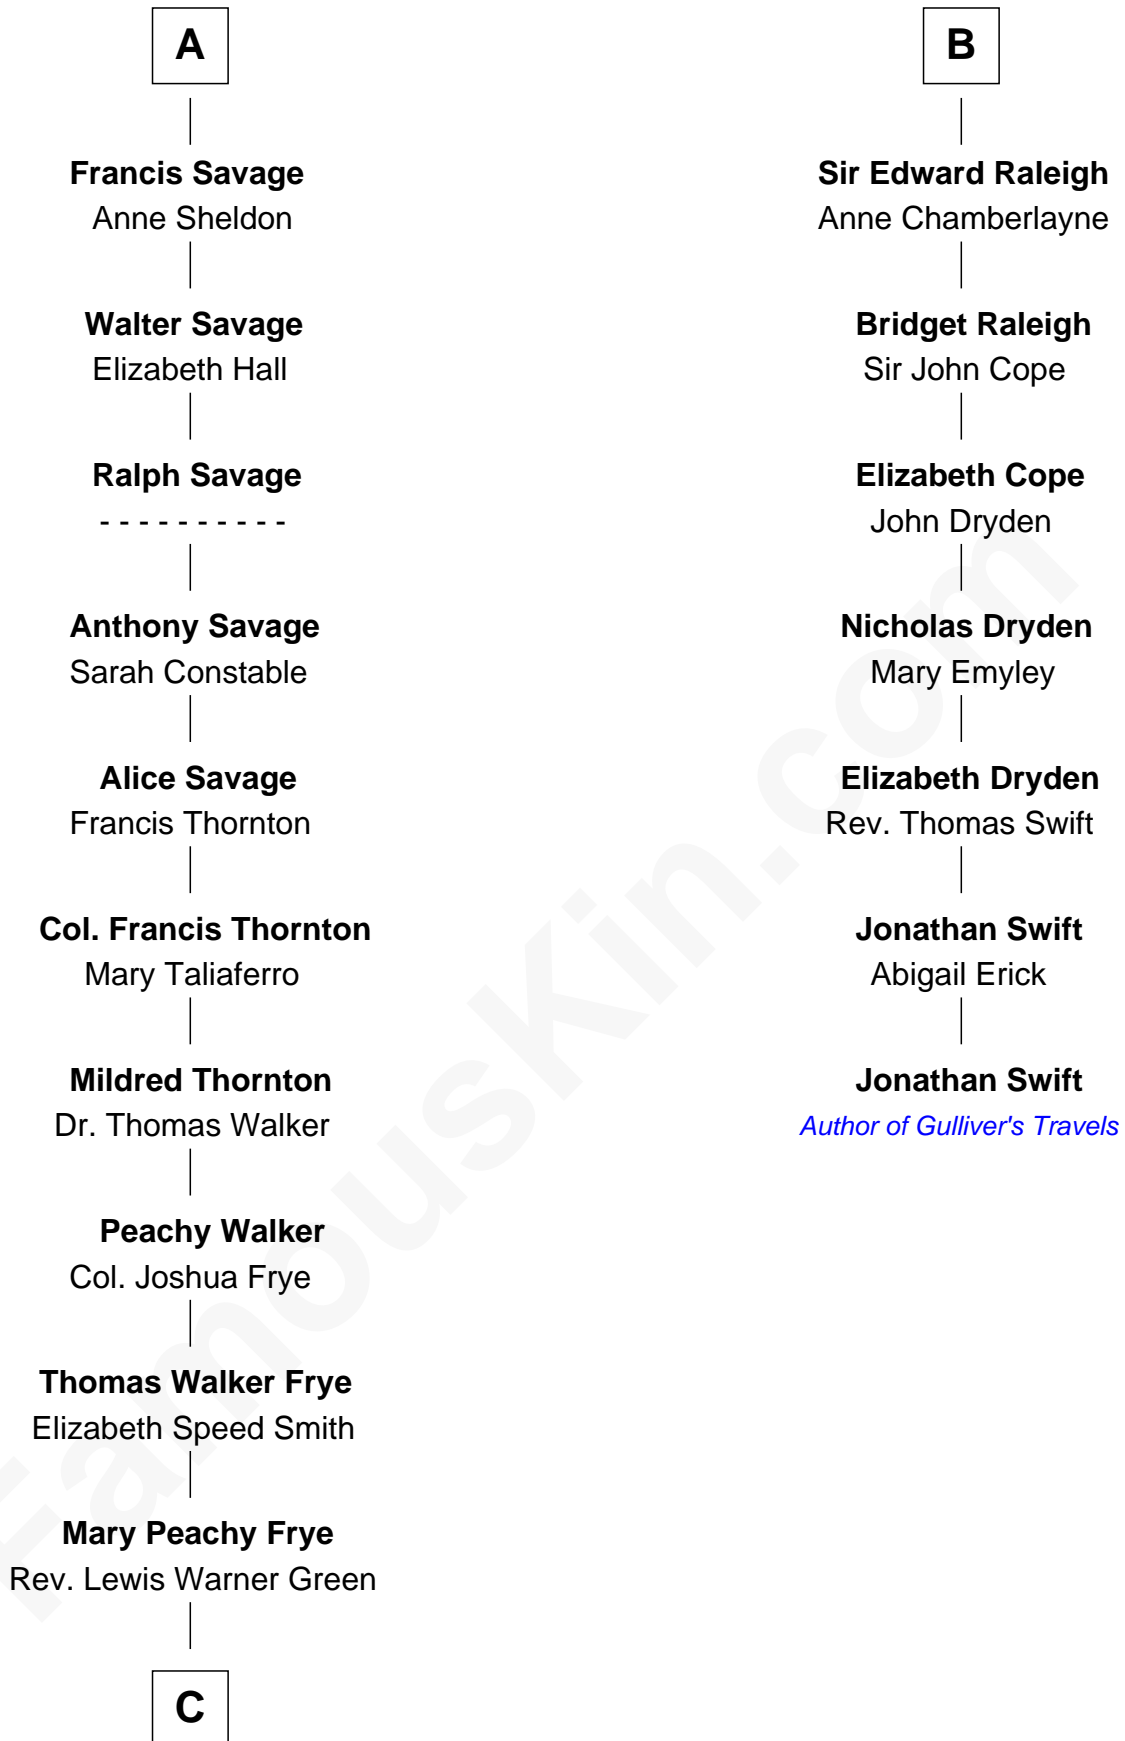 A
Francis Savage
Anne Sheldon
Walter Savage
Elizabeth Hall
Ralph Savage
- - - - - - - - - -
Anthony Savage
Sarah Constable
Alice Savage
Francis Thornton
Col. Francis Thornton
Mary Taliaferro
Mildred Thornton
Dr. Thomas Walker
Peachy Walker
Col. Joshua Frye
Thomas Walker Frye
Elizabeth Speed Smith
Mary Peachy Frye
Rev. Lewis Warner Green
C
B
Sir Edward Raleigh
Anne Chamberlayne
Bridget Raleigh
Sir John Cope
Elizabeth Cope
John Dryden
Nicholas Dryden
Mary Emyley
Elizabeth Dryden
Rev. Thomas Swift
Jonathan Swift
Abigail Erick
Jonathan Swift
Author of Gulliver's Travels
FamousKin.com